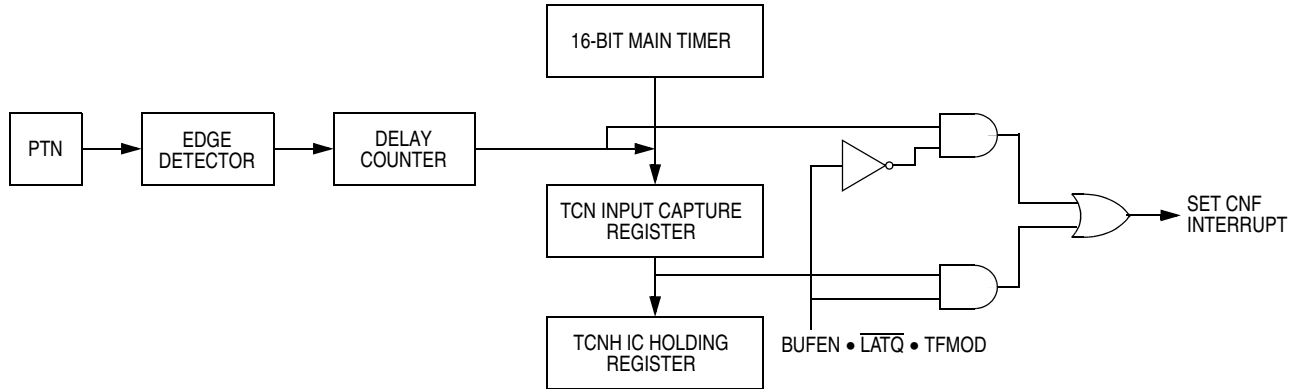 16-BIT MAIN TIMER
PTN
EDGE
DETECTOR
DELAY
COUNTER
TCN INPUT CAPTURE
REGISTER
SET CNF
INTERRUPT
TCNH IC HOLDING
REGISTER
BUFEN • L̅A̅T̅Q̅ • TFMOD